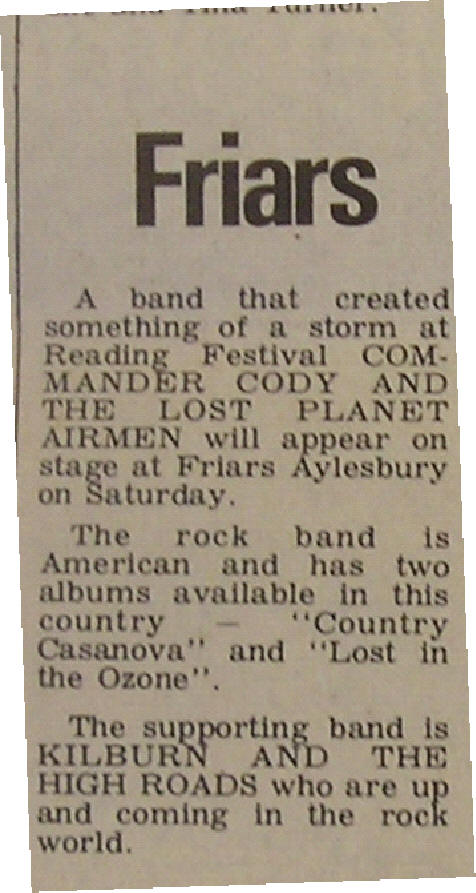 and Tina Turner.
Friars
A band that created
something of a storm at
Reading Festival COM-
MANDER CODY AND
THE LOST PLANET
AIRMEN will appear on
stage at Friars Aylesbury
on Saturday.
The rock band is
American and has two
albums available in this
country — "Country
Casanova" and "Lost in
the Ozone".
The supporting band is
KILBURN AND THE
HIGH ROADS who are up
and coming in the rock
world.